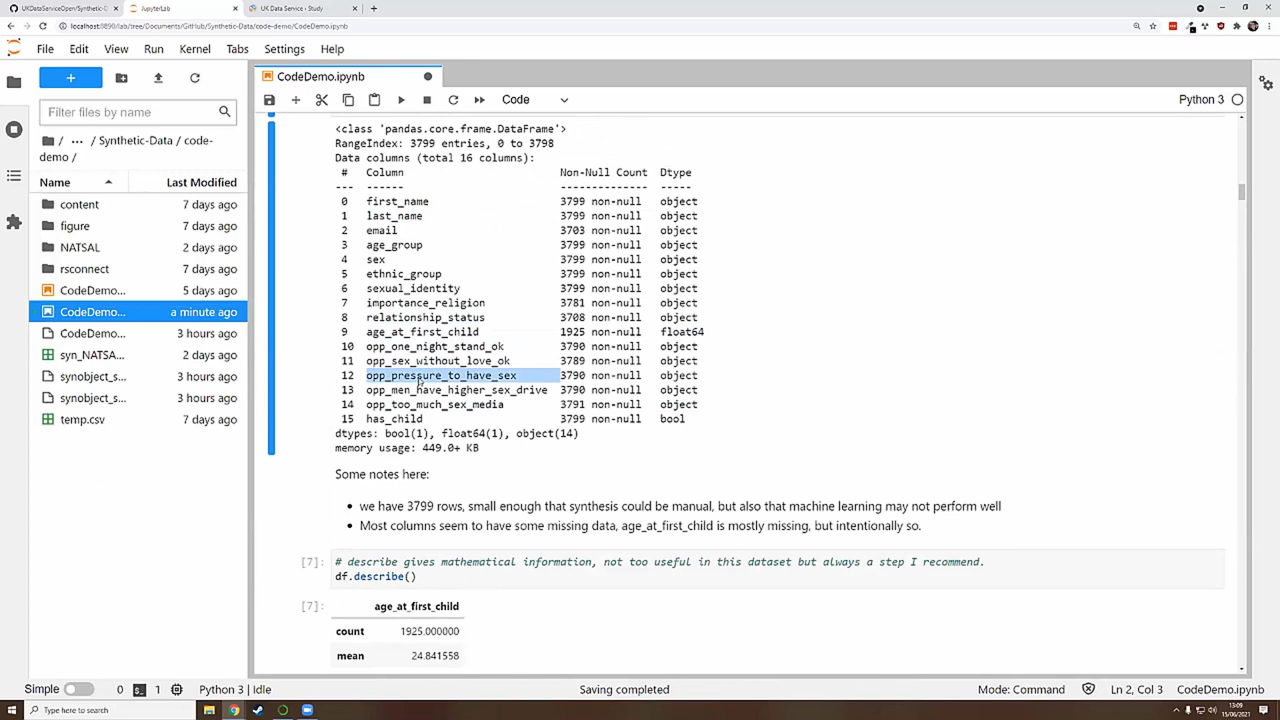 UKDataServiceOpen/Synthetic-D
JupyterLab
UK Data Service › Study
localhost:8890/lab/tree/Documents/GitHub/Synthetic-Data/code-demo/CodeDemo.ipynb
File Edit View Run Kernel Tabs Settings Help
CodeDemo.ipynb
Filter files by name
Code
Python 3
/ ... / Synthetic-Data / code-
demo /
Name Last Modified
content 7 days ago
figure 7 days ago
NATSAL 2 days ago
rsconnect 7 days ago
CodeDemo... 5 days ago
CodeDemo... a minute ago
CodeDemo... 3 hours ago
syn_NATSA... 2 days ago
synobject_s... 3 hours ago
synobject_s... 3 hours ago
temp.csv 7 days ago
<class 'pandas.core.frame.DataFrame'>
RangeIndex: 3799 entries, 0 to 3798
Data columns (total 16 columns):
# Column Non-Null Count Dtype
--- ------ -------------- -----
0 first_name 3799 non-null object
1 last_name 3799 non-null object
2 email 3703 non-null object
3 age_group 3799 non-null object
4 sex 3799 non-null object
5 ethnic_group 3799 non-null object
6 sexual_identity 3799 non-null object
7 importance_religion 3781 non-null object
8 relationship_status 3708 non-null object
9 age_at_first_child 1925 non-null float64
10 opp_one_night_stand_ok 3790 non-null object
11 opp_sex_without_love_ok 3789 non-null object
12 opp_pressure_to_have_sex 3790 non-null object
13 opp_men_have_higher_sex_drive 3790 non-null object
14 opp_too_much_sex_media 3791 non-null object
15 has_child 3799 non-null bool
dtypes: bool(1), float64(1), object(14)
memory usage: 449.0+ KB
Some notes here:
• we have 3799 rows, small enough that synthesis could be manual, but also that machine learning may not perform well
• Most columns seem to have some missing data, age_at_first_child is mostly missing, but intentionally so.
[7]: # describe gives mathematical information, not too useful in this dataset but always a step I recommend.
df.describe()
[7]: age_at_first_child
count 1925.000000
mean 24.841558
Simple 0 1 Python 3 | Idle Saving completed Mode: Command Ln 2, Col 3 CodeDemo.ipynb
Type here to search
13:09
15/06/2021